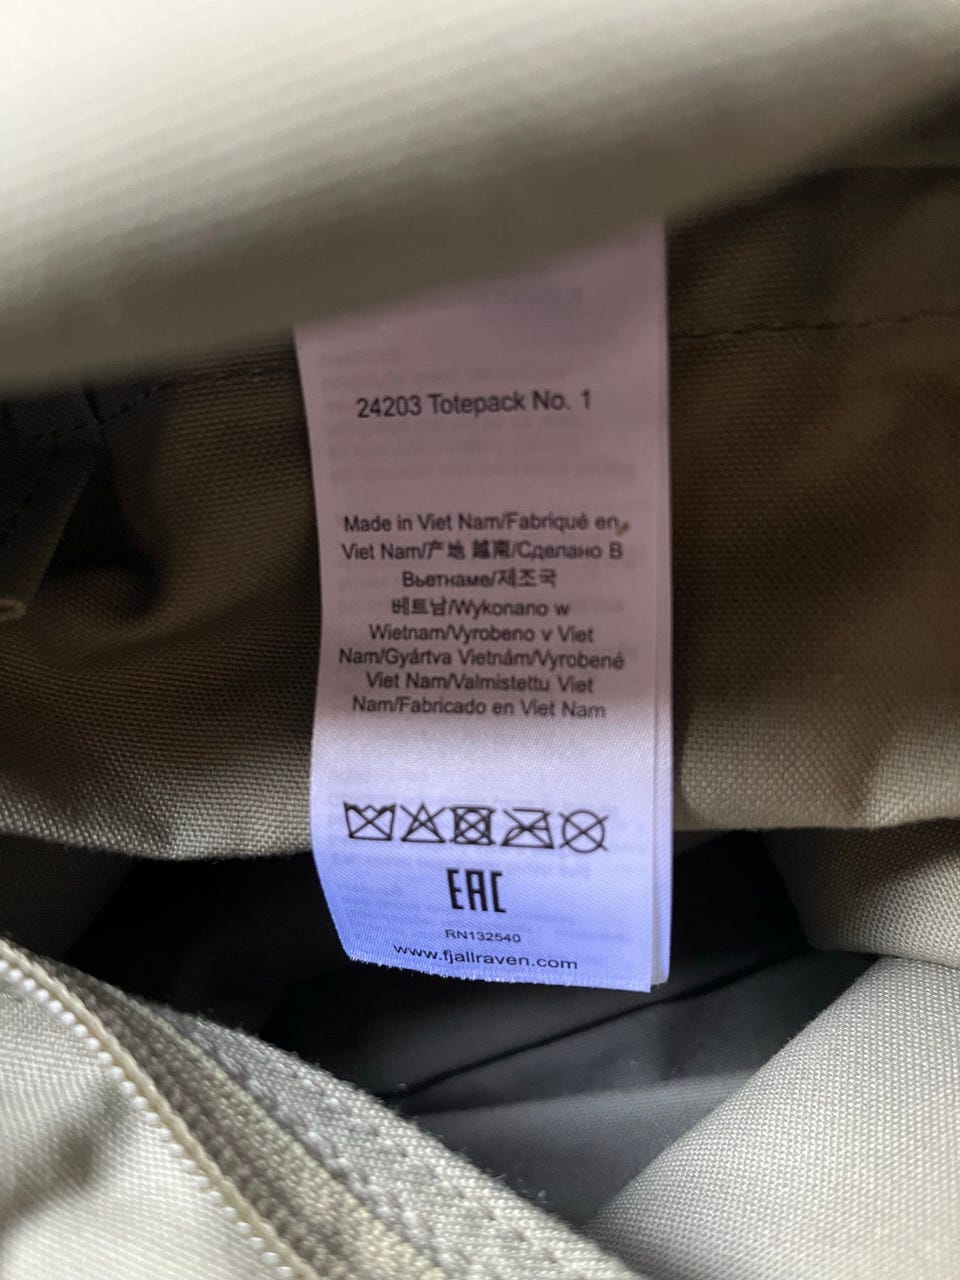 24203 Totepack No. 1
Made in Viet Nam/Fabriqué en
Viet Nam/产地 越南/Сделано В
Вьетнаме/제조국
베트남/Wykonano w
Wietnam/Vyrobeno v Viet
Nam/Gyártva Vietnám/Vyrobené
Viet Nam/Valmistettu Viet
Nam/Fabricado en Viet Nam
EAC
RN132540
www.fjallraven.com